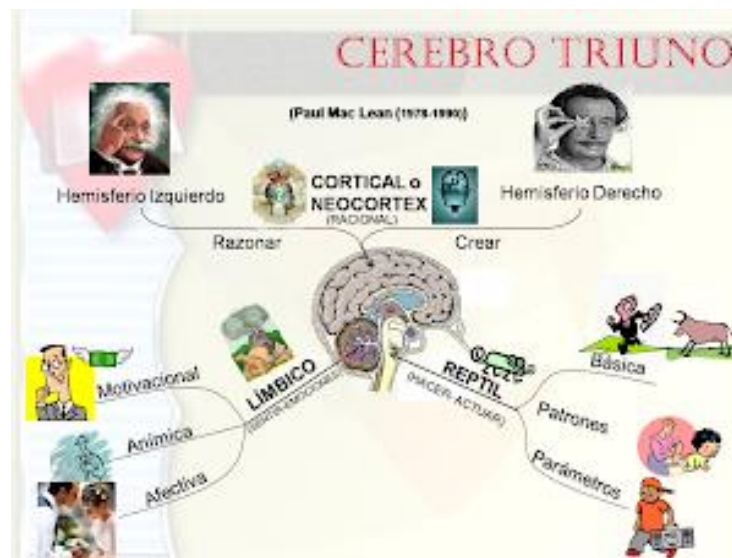 CEREBRO TRIUNO
(Paul Mac Lean (1978-1990))
Hemisferio Izquierdo
CORTICAL o
NEOCORTEX
(RACIONAL)
Hemisferio Derecho
Razonar
Crear
Motivacional
Anímica
Afectiva
LÍMBICO
REPTIL
(HACER-ACTUAR)
Básica
Patrones
Parámetros